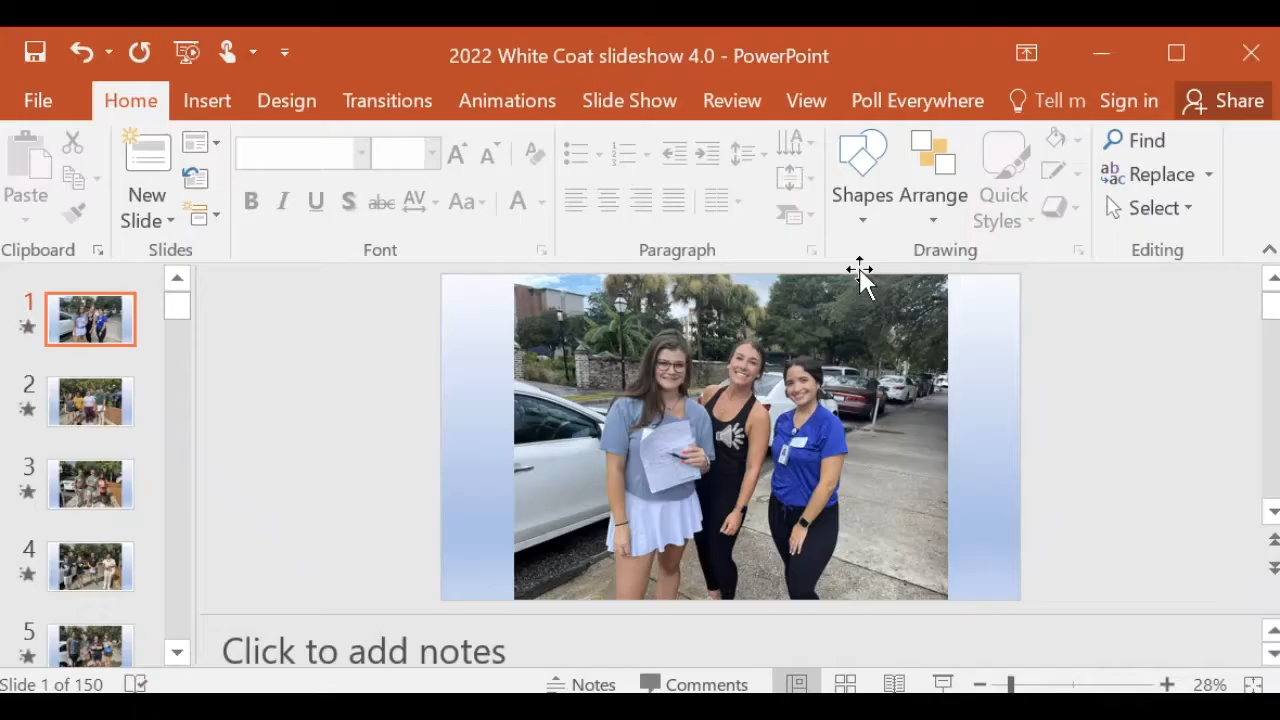 2022 White Coat slideshow 4.0 - PowerPoint
File Home Insert Design Transitions Animations Slide Show Review View Poll Everywhere Tell m Sign in Share
Paste
New
Slide
B I U S abc AV Aa A
Shapes Arrange Quick
Styles
Find
Replace
Select
Clipboard Slides Font Paragraph Drawing Editing
1
2
3
4
5
Click to add notes
Slide 1 of 150 Notes Comments 28%